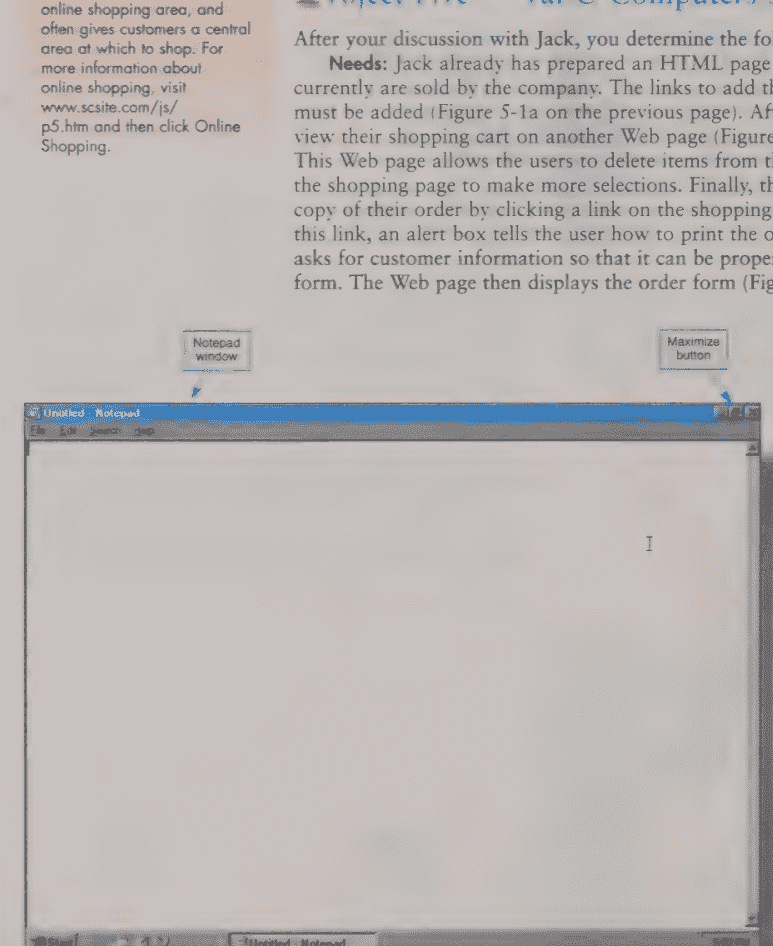 online shopping area, and
often gives customers a central
area at which to shop. For
more information about
online shopping, visit
www.scsite.com/js/
p5.htm and then click Online
Shopping.
After your discussion with Jack, you determine the fo
Needs: Jack already has prepared an HTML page
currently are sold by the company. The links to add th
must be added (Figure 5-1a on the previous page). Af
view their shopping cart on another Web page (Figure
This Web page allows the users to delete items from t
the shopping page to make more selections. Finally, th
copy of their order by clicking a link on the shopping
this link, an alert box tells the user how to print the o
asks for customer information so that it can be prope
form. The Web page then displays the order form (Fig
Notepad
window
Maximize
button
Untitled - Notepad
File Edit Search Help
Start
Untitled - Notepad